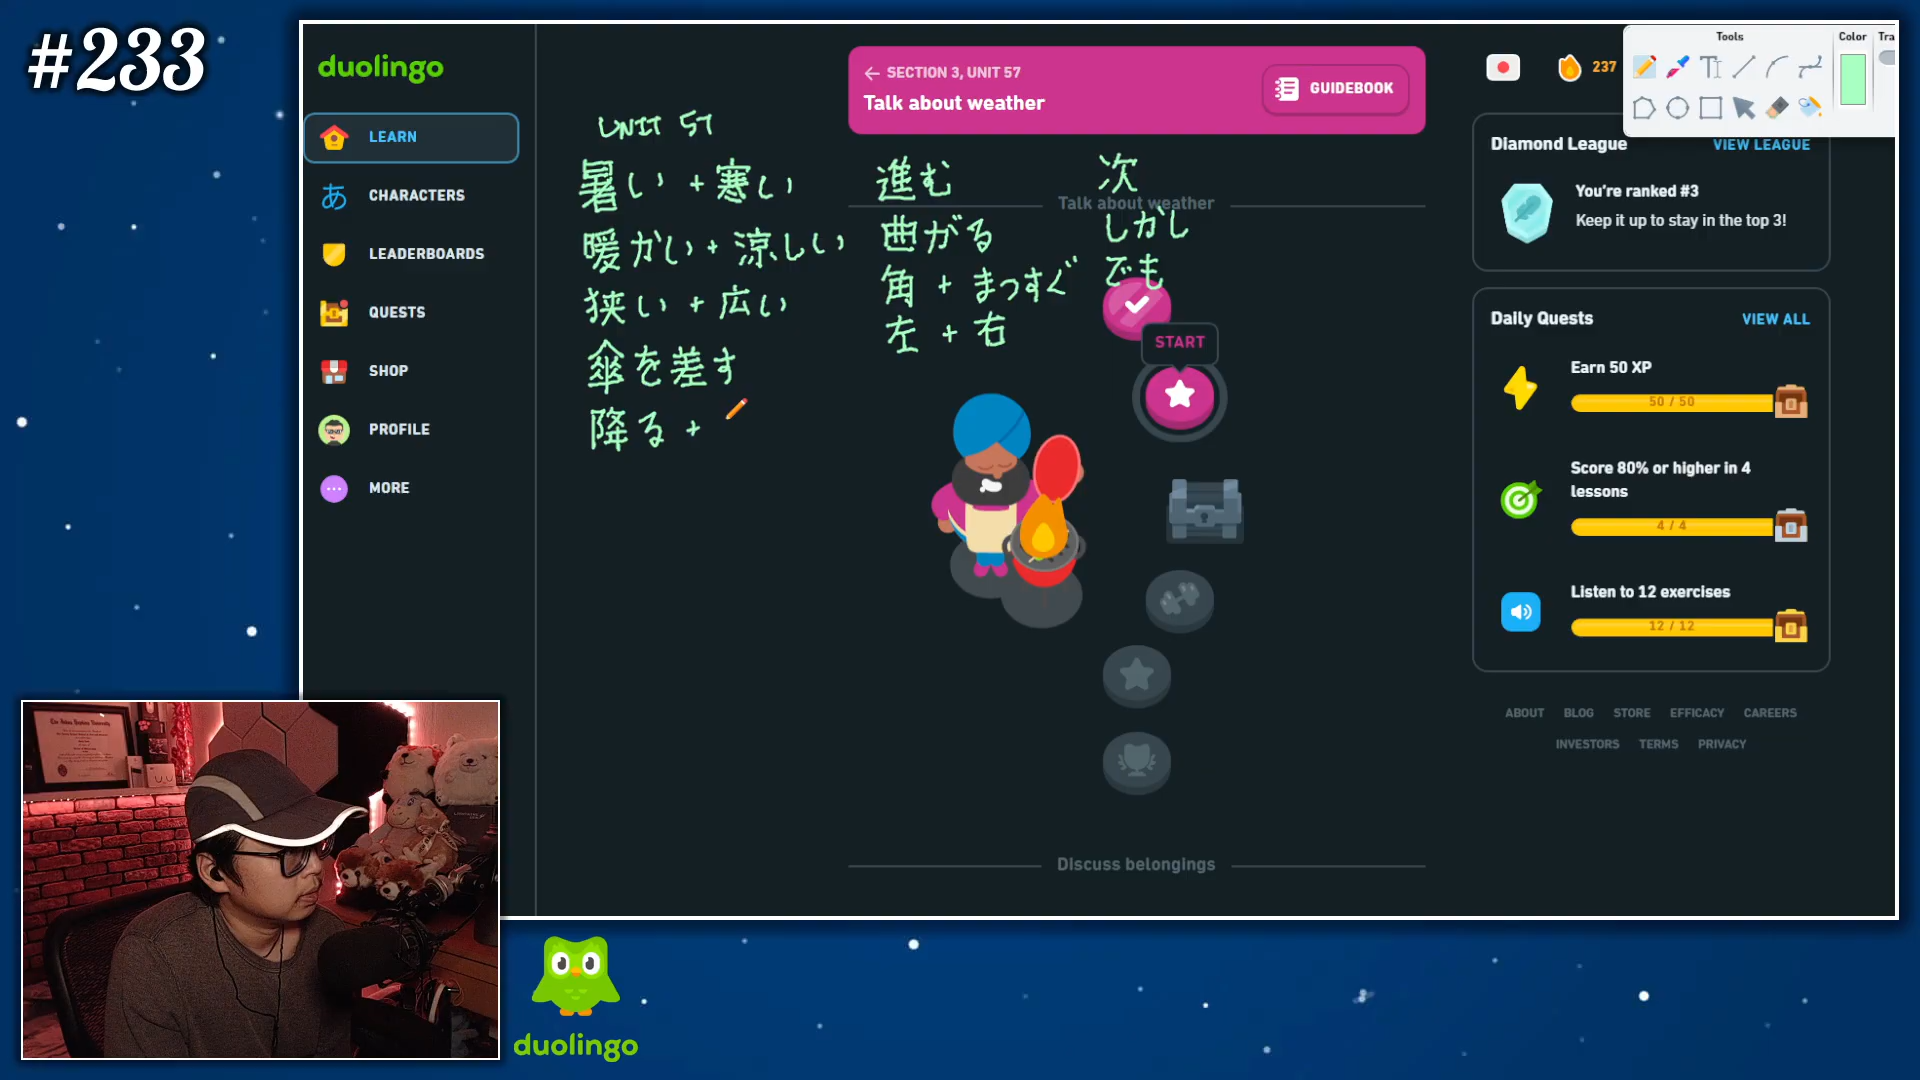 #233
duolingo
LEARN
CHARACTERS
LEADERBOARDS
QUESTS
SHOP
PROFILE
MORE
SECTION 3, UNIT 57
Talk about weather
GUIDEBOOK
UNIT 57
暑い + 寒い
暖かい + 涼しい
狭い + 広い
傘を差す
降る +
進む
曲がる
角 + まっすぐ
左 + 右
次
しかし
でも
Talk about weather
START
Discuss belongings
237
Tools
Color
Tra
Diamond League
VIEW LEAGUE
You're ranked #3
Keep it up to stay in the top 3!
Daily Quests
VIEW ALL
Earn 50 XP
50 / 50
Score 80% or higher in 4
lessons
4 / 4
Listen to 12 exercises
12 / 12
ABOUT BLOG STORE EFFICACY CAREERS
INVESTORS TERMS PRIVACY
duolingo